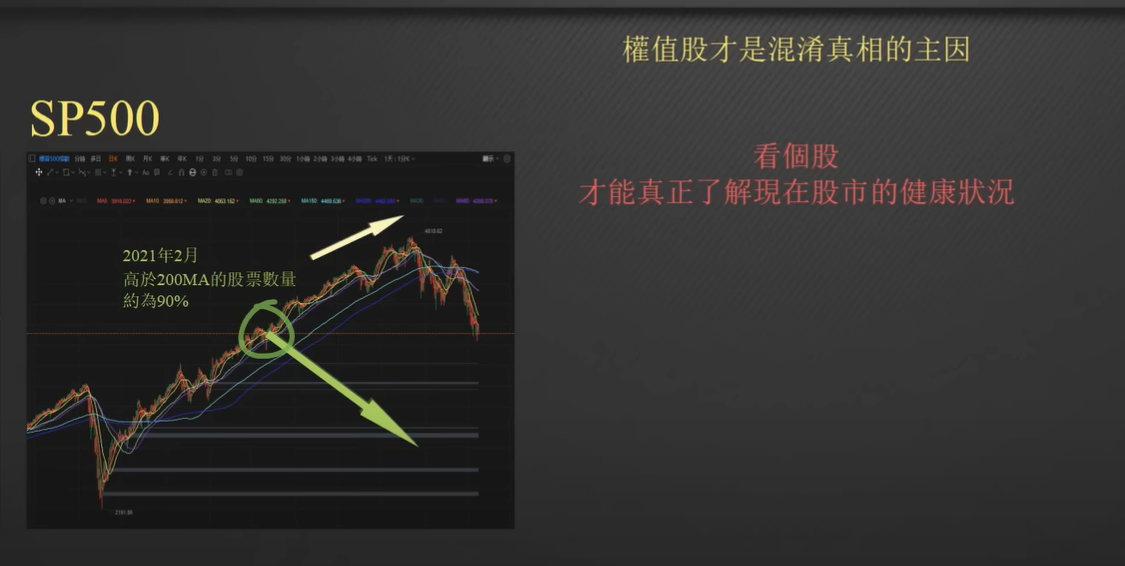 權值股才是混淆真相的主因
SP500
看個股
才能真正了解現在股市的健康狀況
分時 多日 日K 周K 月K 季K 年K 1分 3分 5分 10分 15分 30分 1小時 2小時 3小時 4小時 Tick
MA
4818.62
2021年2月
高於200MA的股票數量
約為90%
2191.86